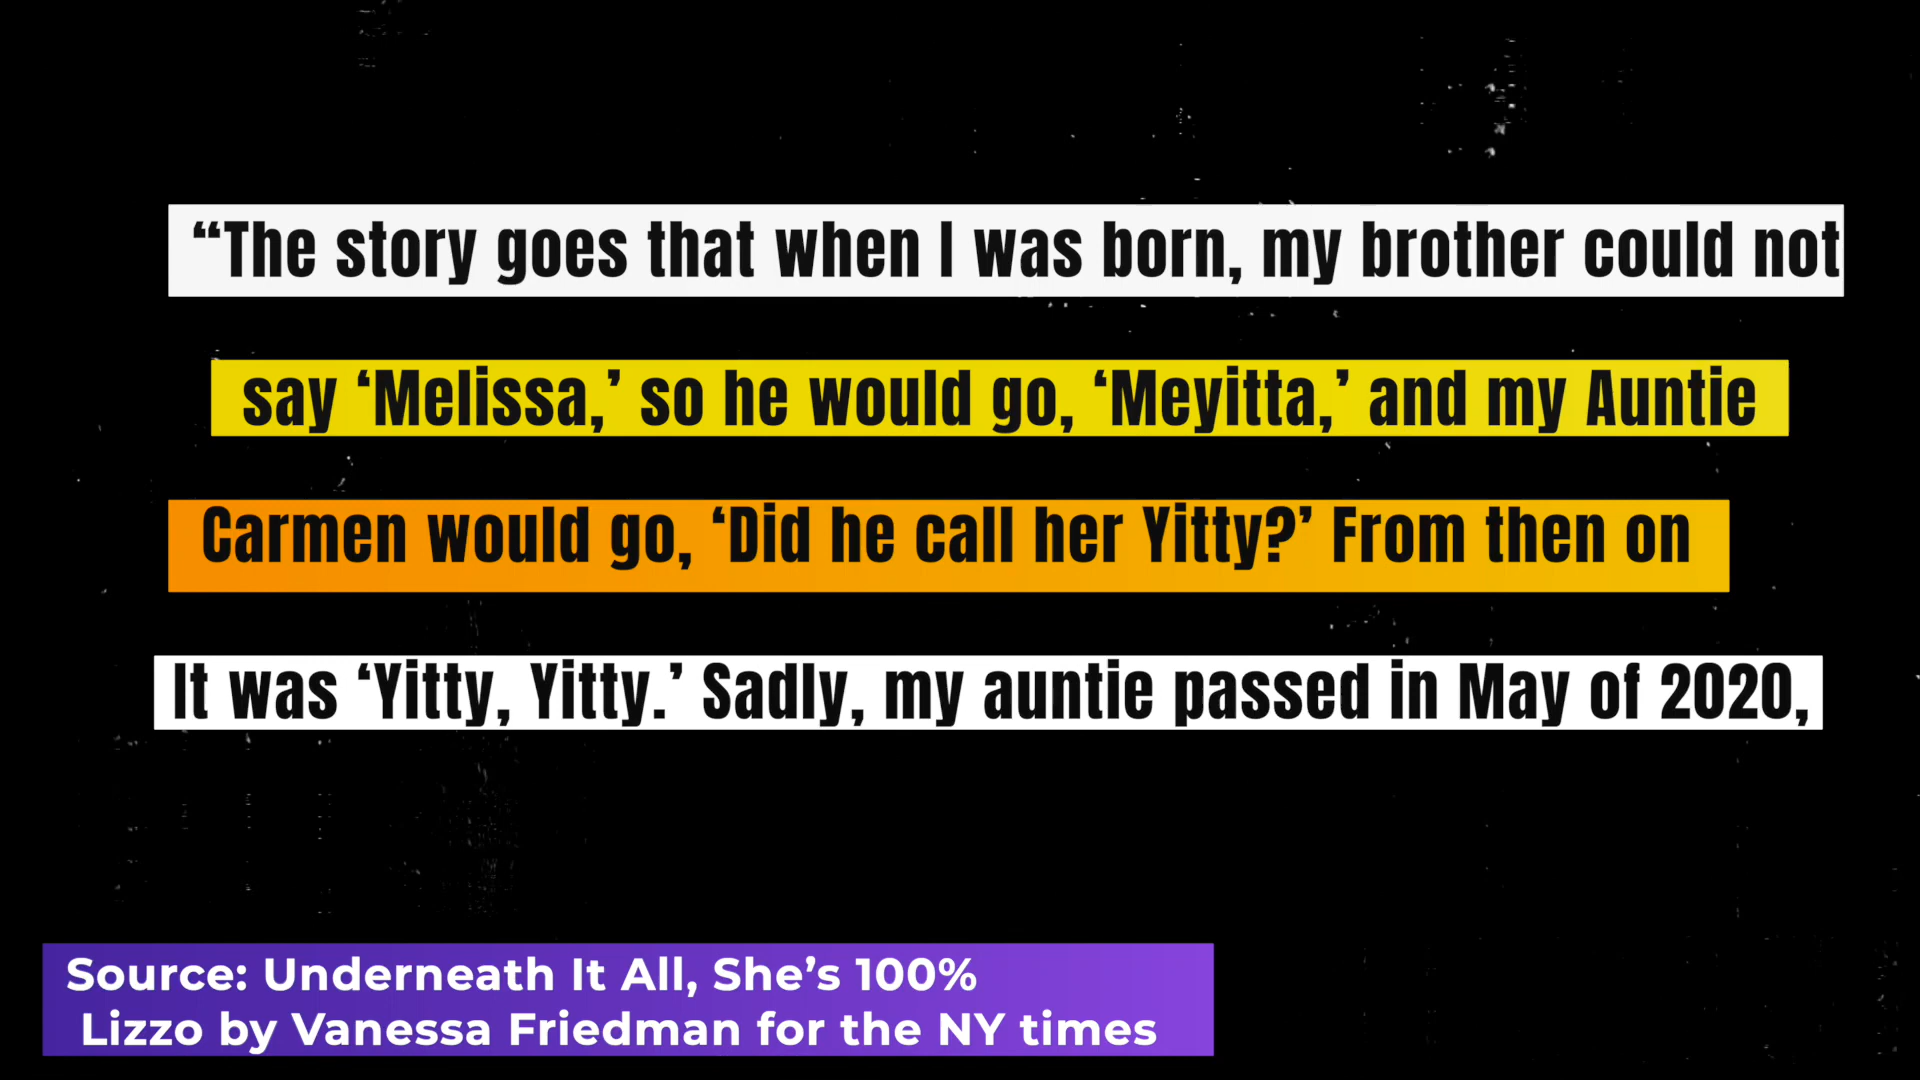 “The story goes that when I was born, my brother could not
say ‘Melissa,’ so he would go, ‘Meyitta,’ and my Auntie
Carmen would go, ‘Did he call her Yitty?’ From then on
It was ‘Yitty, Yitty.’ Sadly, my auntie passed in May of 2020,
Source: Underneath It All, She’s 100%
Lizzo by Vanessa Friedman for the NY times